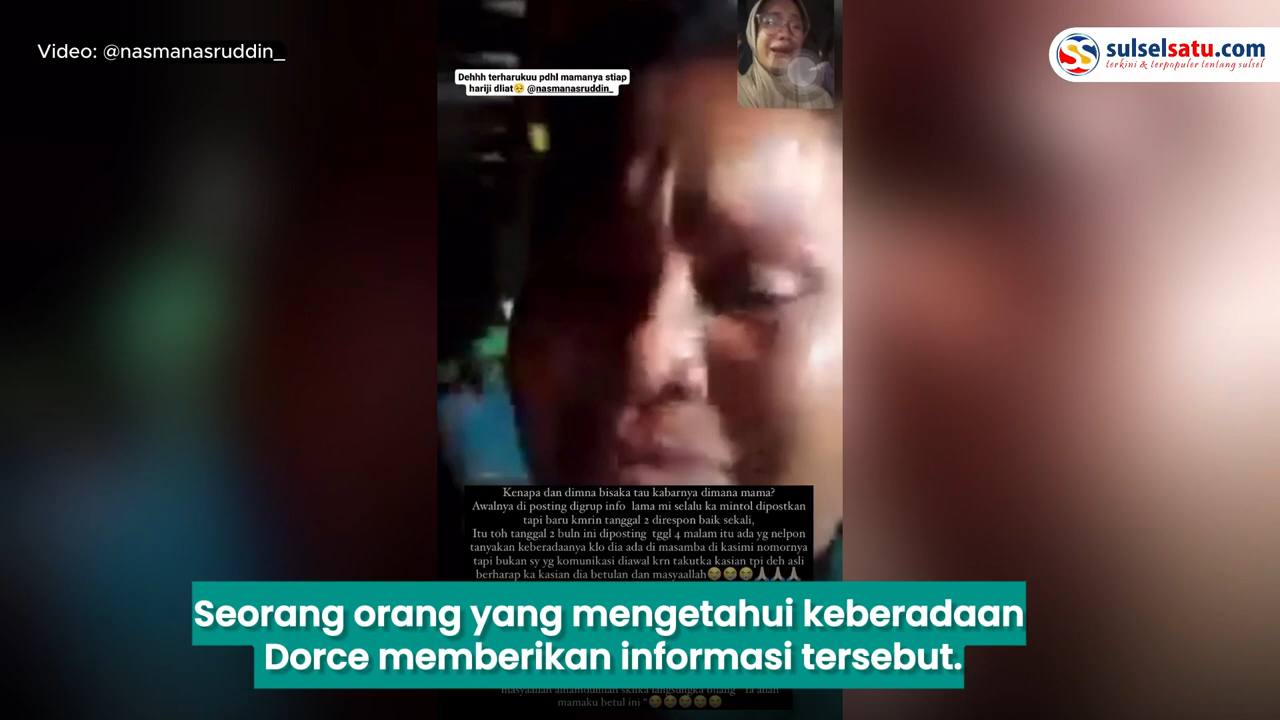 Video: @nasmanasruddin_
sulselsatu.com
terkini & terpopuler tentang sulsel
Dehhh terharukuu pdhl mamanya stiap
hariji dliat🥺 @nasmanasruddin_
Kenapa dan dimna bisaka tau kabarnya dimana mama?
Awalnya di posting digrup info lama mi selalu ka mintol dipostkan
tapi baru kmrin tanggal 2 direspon baik sekali,
Itu toh tanggal 2 buln ini diposting tggl 4 malam itu ada yg nelpon
tanyakan keberadaanya klo dia ada di masamba di kasimi nomornya
tapi bukan sy yg komunikasi diawal krn takutka kasian tpi deh asli
berharap ka kasian dia betulan dan masyaallah😭😭😭🙏🙏🙏
Seorang orang yang mengetahui keberadaan
Dorce memberikan informasi tersebut.
mamaku betul ini "😭😭😭😭😭